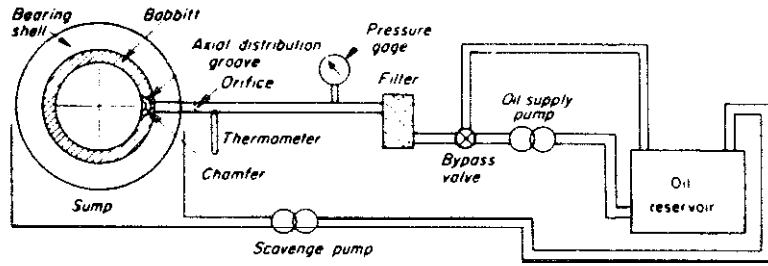 Bearing
shell
Babbitt
Axial distribution
groove
Orifice
Pressure
gage
Filter
Oil supply
pump
Thermometer
Chamfer
Bypass
valve
Oil
reservoir
Sump
Scavenge pump